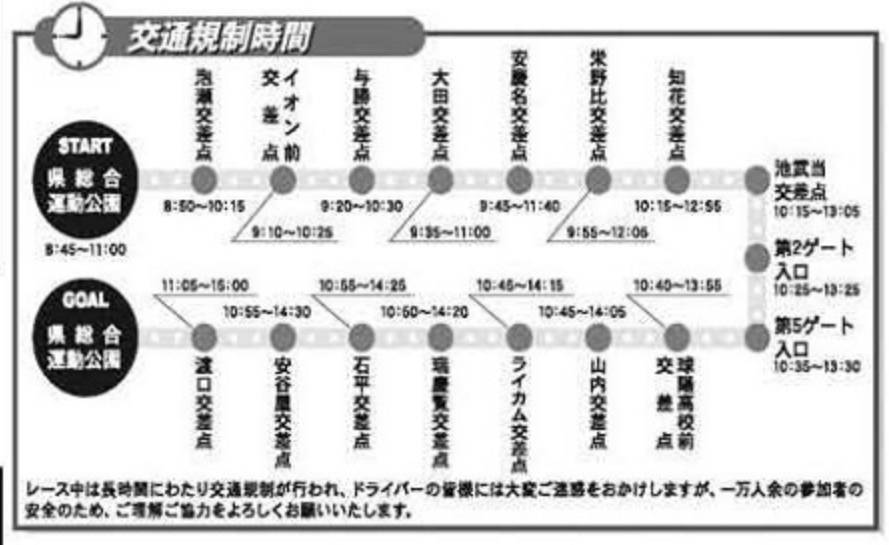 交通規制時間
START
県総合
運動公園
8:45～11:00
泡瀬交差点
8:50～10:15
イオン前
交差点
9:10～10:25
与勝交差点
9:20～10:30
大田交差点
9:35～11:00
安慶名交差点
9:45～11:40
栄野比交差点
9:55～12:05
知花交差点
10:15～12:55
池武当
交差点
10:15～13:05
第2ゲート
入口
10:25～13:25
第5ゲート
入口
10:35～13:30
10:40～13:55
球陽高校前
交差点
10:45～14:05
山内交差点
10:45～14:15
ライカム交差点
10:50～14:20
瑞慶覧交差点
10:55～14:25
石平交差点
10:55～14:30
安谷屋交差点
11:05～15:00
渡口交差点
GOAL
県総合
運動公園
レース中は長時間にわたり交通規制が行われ、ドライバーの皆様には大変ご迷惑をおかけしますが、一万人余の参加者の
安全のため、ご理解ご協力をよろしくお願いいたします。